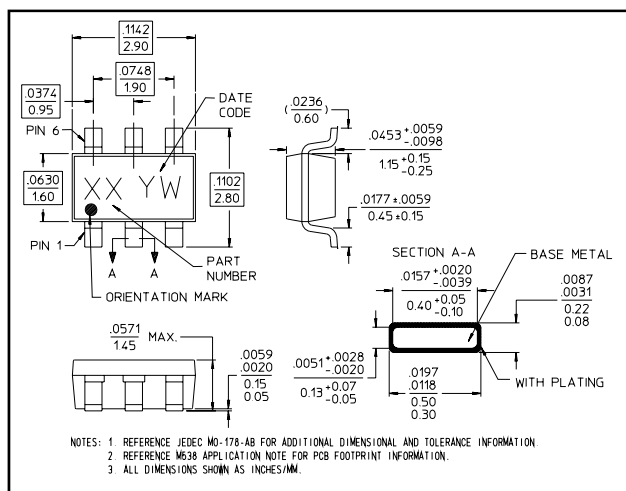 .1142
2.90
.0748
1.90
.0374
0.95
DATE
CODE
PIN 6
(.0236
0.60)
.0453 +.0059
-.0098
1.15 +0.15
-0.25
.0630
1.60
XX YW
.1102
2.80
.0177 ±.0059
0.45 ±0.15
PIN 1
A A
PART
NUMBER
ORIENTATION MARK
SECTION A-A
BASE METAL
.0157 +.0020
-.0039
0.40 +0.05
-0.10
.0087
.0031
0.22
0.08
.0571
1.45 MAX.
.0059
.0020
0.15
0.05
.0051 +.0028
-.0020
0.13 +0.07
-0.05
.0197
.0118
0.50
0.30
WITH PLATING
NOTES: 1. REFERENCE JEDEC MO-178-AB FOR ADDITIONAL DIMENSIONAL AND TOLERANCE INFORMATION.
2. REFERENCE M538 APPLICATION NOTE FOR PCB FOOTPRINT INFORMATION.
3. ALL DIMENSIONS SHOWN AS INCHES/MM.